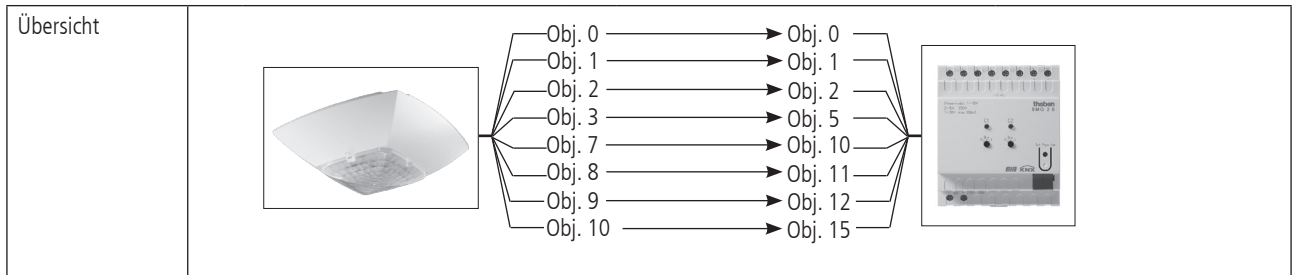 Übersicht
Obj. 0 Obj. 0
Obj. 1 Obj. 1
Obj. 2 Obj. 2
Obj. 3 Obj. 5
Obj. 7 Obj. 10
Obj. 8 Obj. 11
Obj. 9 Obj. 12
Obj. 10 Obj. 15
theben
KNX